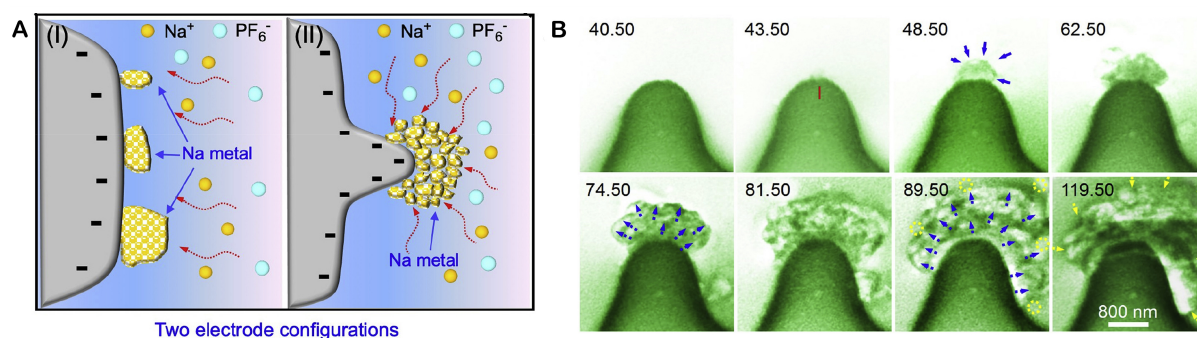 A
(I)
Na+
PF6-
Na metal
(II)
Na+
PF6-
Na metal
Two electrode configurations
B
40.50
43.50
48.50
62.50
74.50
81.50
89.50
119.50
800 nm